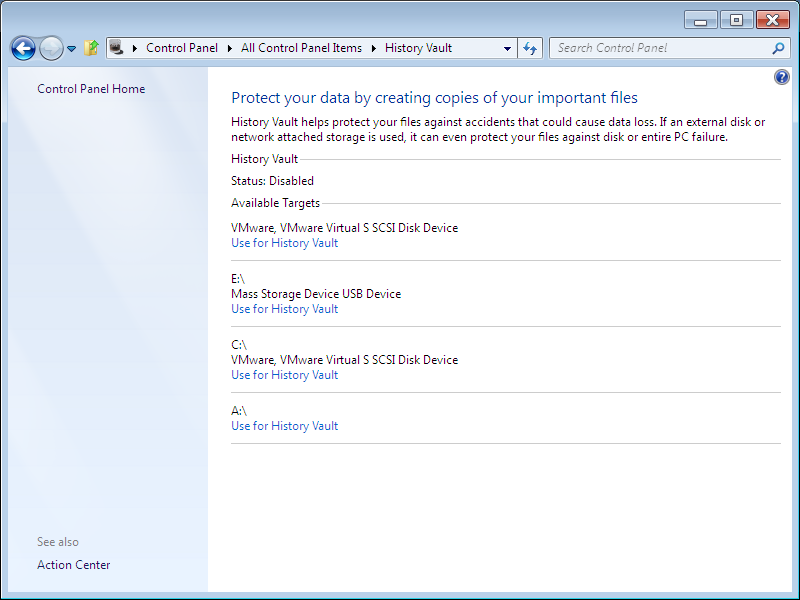 Control Panel
All Control Panel Items
History Vault
Search Control Panel
Control Panel Home
Protect your data by creating copies of your important files
History Vault helps protect your files against accidents that could cause data loss. If an external disk or
network attached storage is used, it can even protect your files against disk or entire PC failure.
History Vault
Status: Disabled
Available Targets
VMware, VMware Virtual S SCSI Disk Device
Use for History Vault
E:\
Mass Storage Device USB Device
Use for History Vault
C:\
VMware, VMware Virtual S SCSI Disk Device
Use for History Vault
A:\
Use for History Vault
See also
Action Center